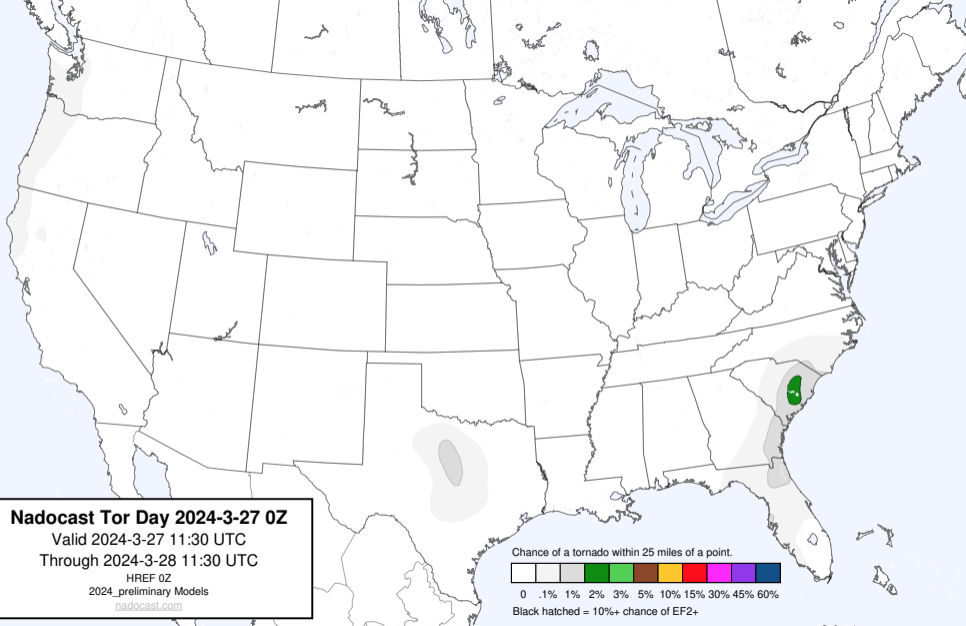 Nadocast Tor Day 2024-3-27 0Z
Valid 2024-3-27 11:30 UTC
Through 2024-3-28 11:30 UTC
HREF 0Z
2024_preliminary Models
nadocast.com
Chance of a tornado within 25 miles of a point.
0 .1% 1% 2% 3% 5% 10% 15% 30% 45% 60%
Black hatched = 10%+ chance of EF2+